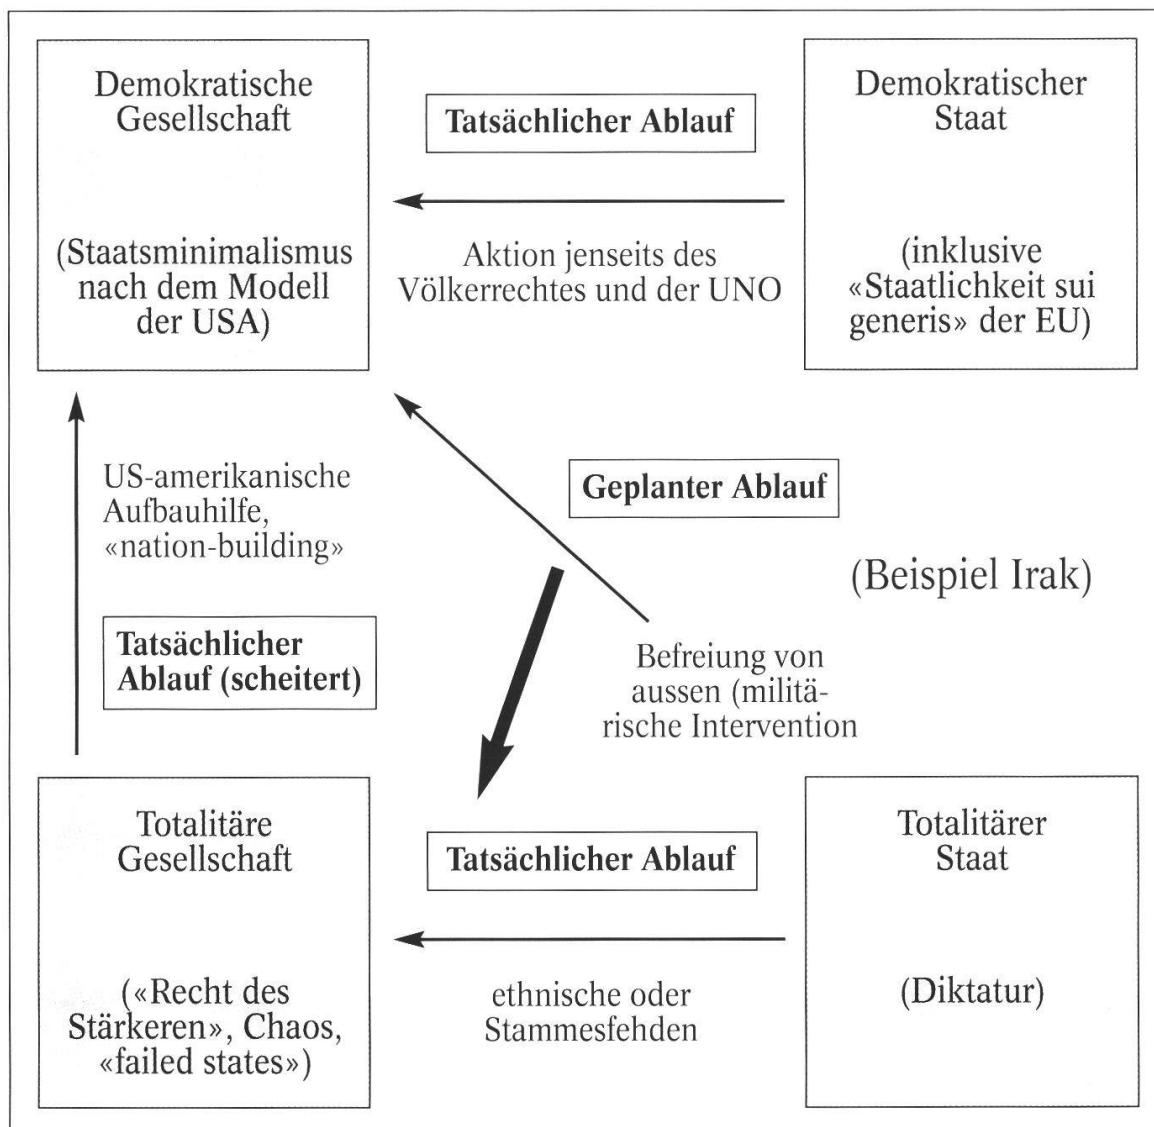 Demokratische
Gesellschaft
(Staatsminimalismus
nach dem Modell
der USA)
Tatsächlicher Ablauf
Aktion jenseits des
Völkerrechtes und der UNO
Demokratischer
Staat
(inklusive
«Staatlichkeit sui
generis» der EU)
US-amerikanische
Aufbauhilfe,
«nation-building»
Tatsächlicher
Ablauf (scheitert)
Geplanter Ablauf
(Beispiel Irak)
Befreiung von
aussen (militä-
rische Intervention
Totalitäre
Gesellschaft
(«Recht des
Stärkeren», Chaos,
«failed states»)
Tatsächlicher Ablauf
ethnische oder
Stammesfehden
Totalitärer
Staat
(Diktatur)